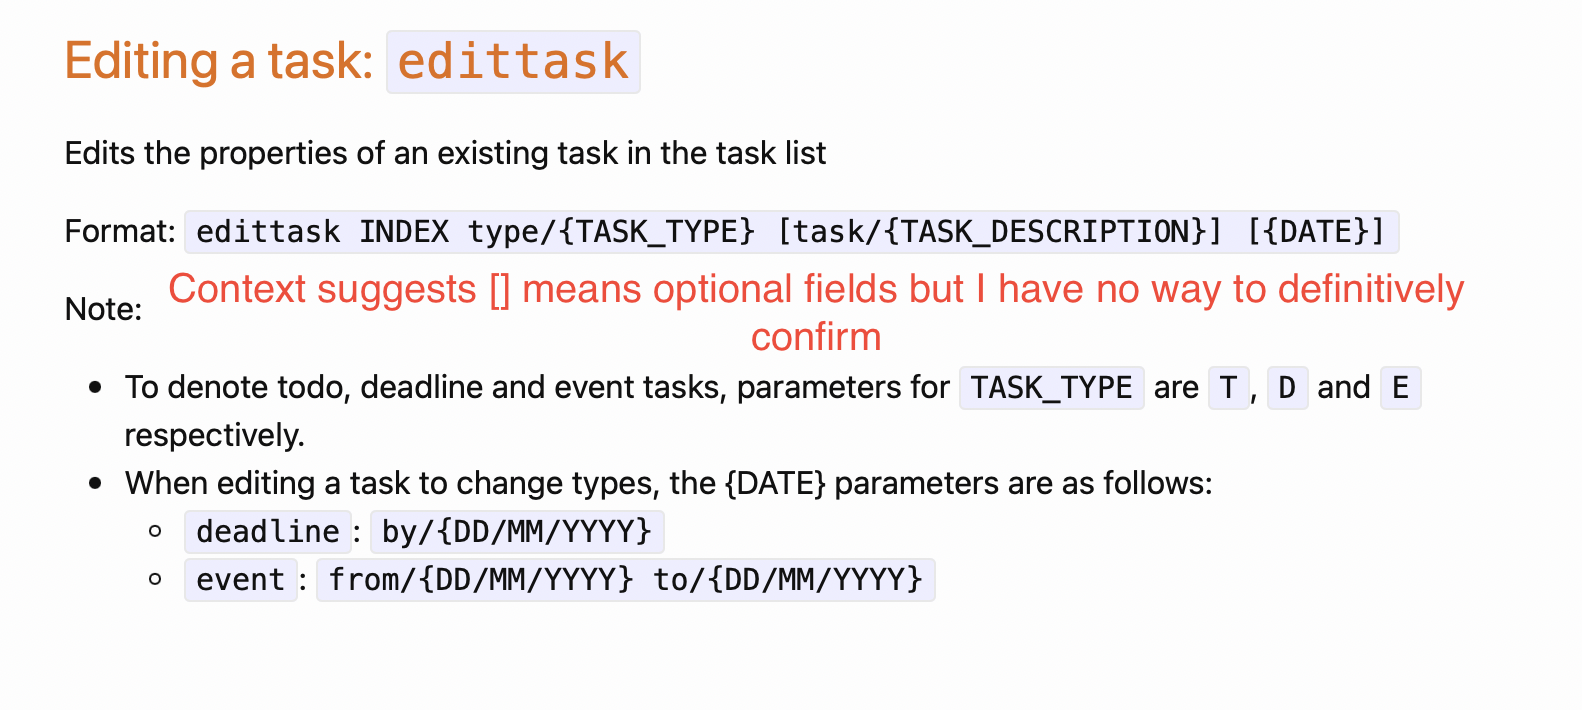 Editing a task: edittask
Edits the properties of an existing task in the task list
Format: edittask INDEX type/{TASK_TYPE} [task/{TASK_DESCRIPTION}] [{DATE}]
Note:
Context suggests [] means optional fields but I have no way to definitively
confirm
• To denote todo, deadline and event tasks, parameters for TASK_TYPE are T, D and E
respectively.
• When editing a task to change types, the {DATE} parameters are as follows:
◦ deadline: by/{DD/MM/YYYY}
◦ event: from/{DD/MM/YYYY} to/{DD/MM/YYYY}